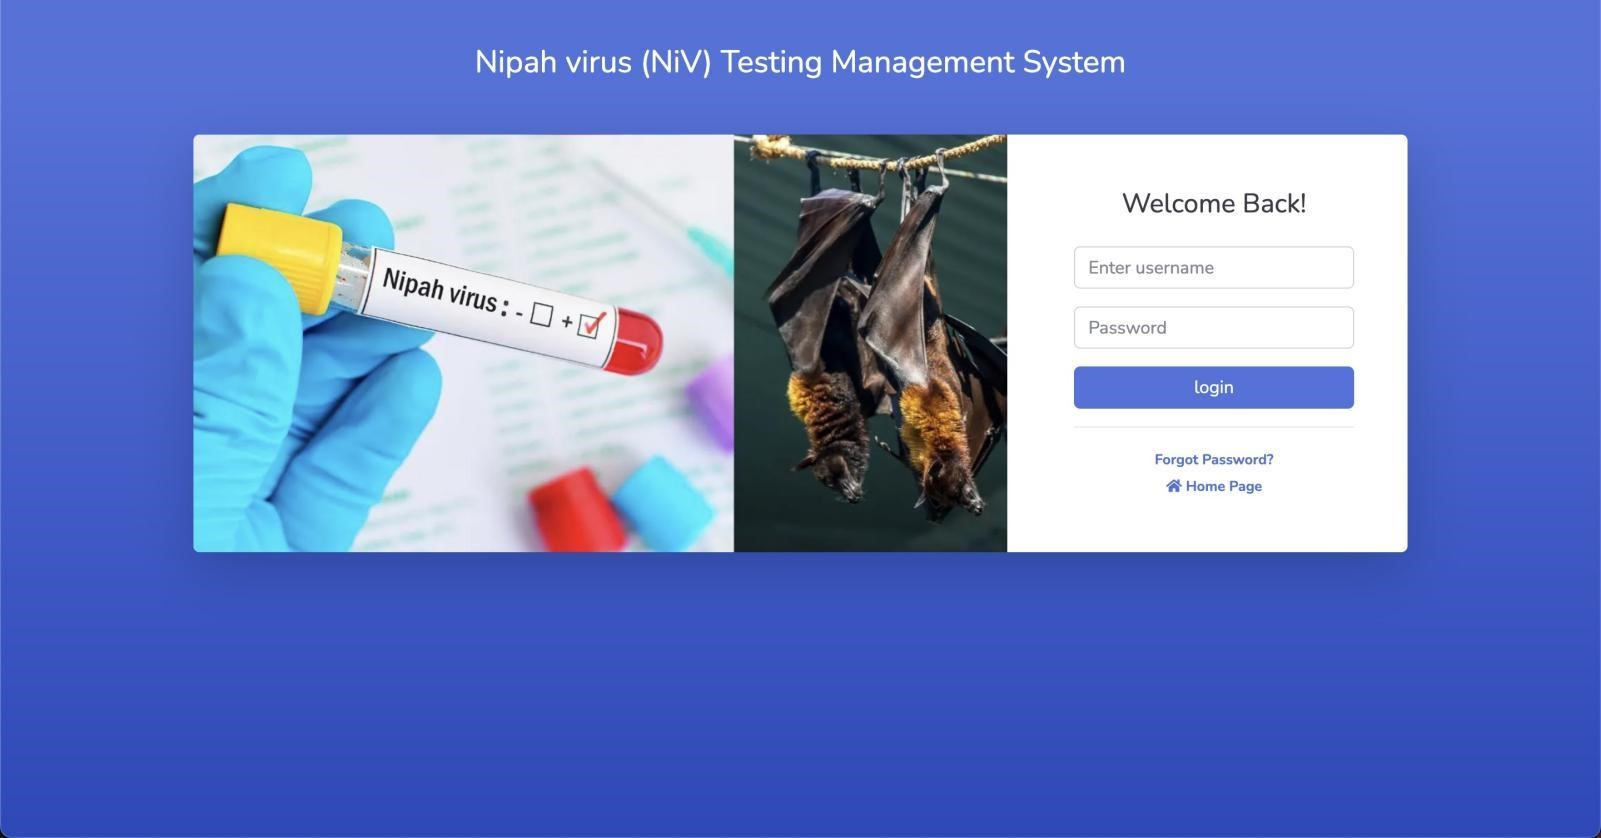 Nipah virus (NiV) Testing Management System
Nipah virus : - ☐ + ☑
Welcome Back!
Enter username
Password
login
Forgot Password?
Home Page